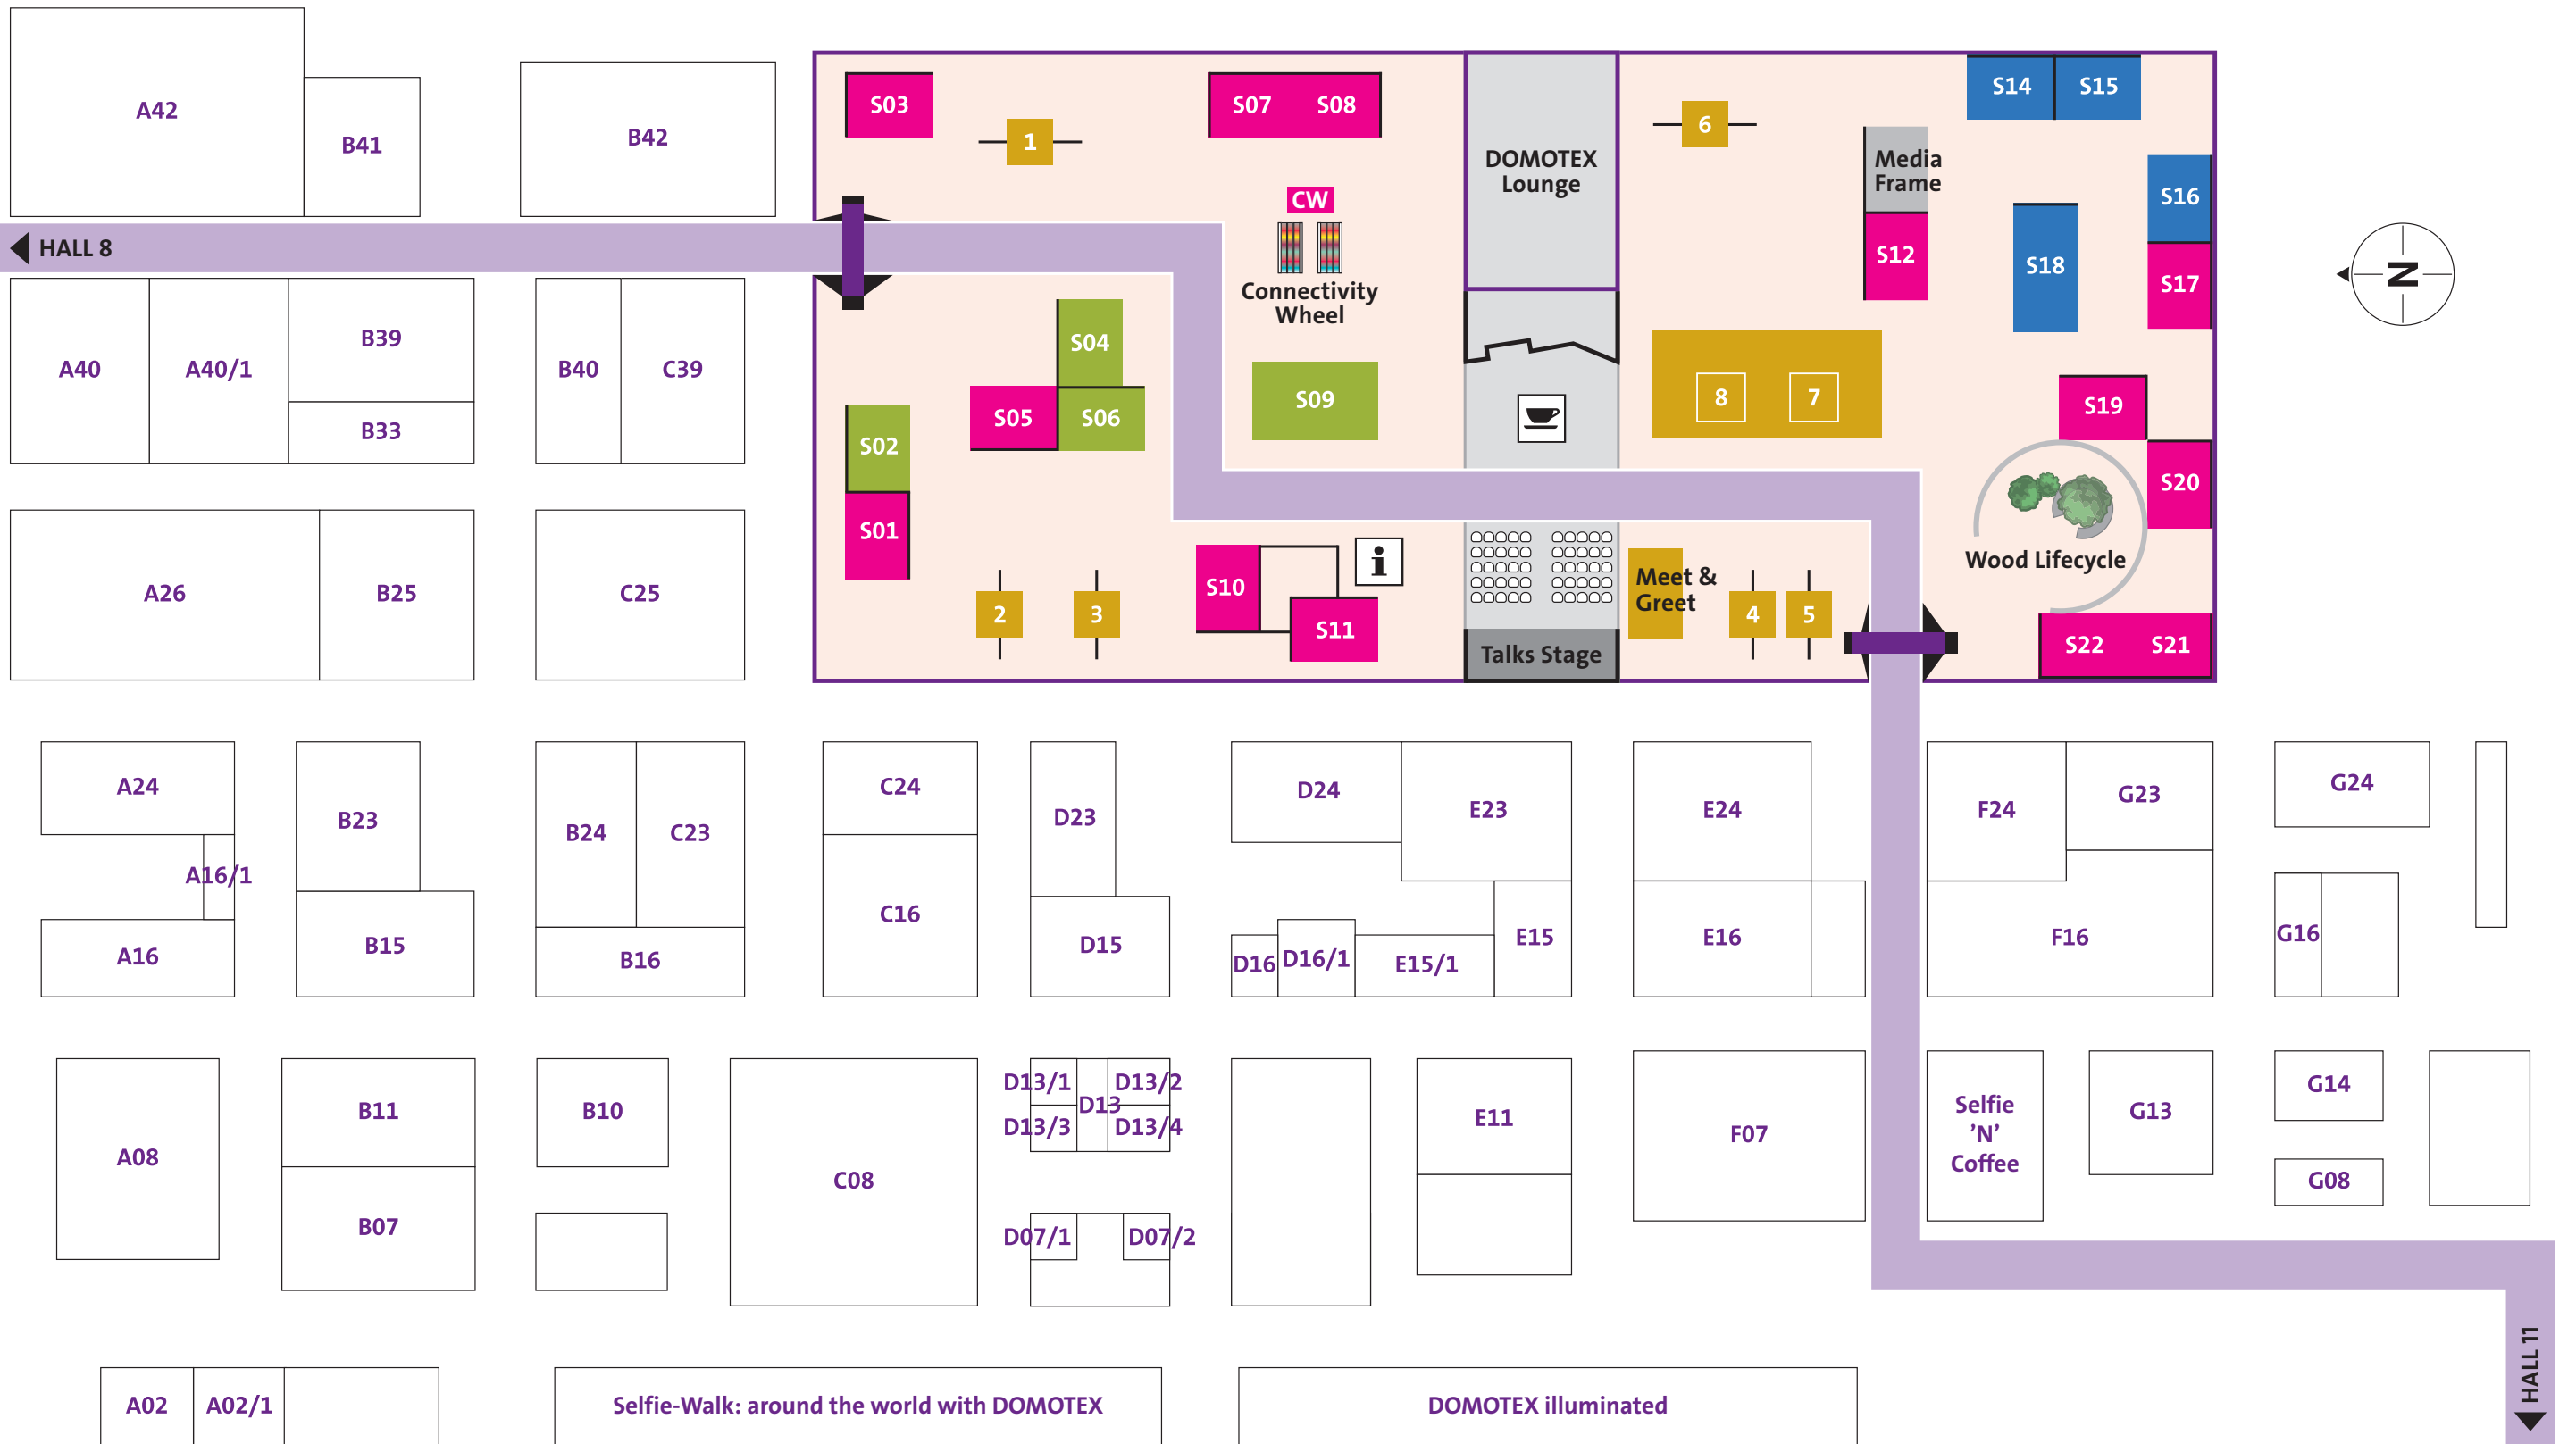 A42
B41
B42
S03
1
S07
S08
DOMOTEX
Lounge
6
S14
S15
Media
Frame
CW
S16
HALL 8
S12
S18
S17
N
Connectivity
Wheel
A40
A40/1
B39
B33
B40
C39
S04
S05
S06
S09
S02
S01
8
7
S19
S20
Wood Lifecycle
A26
B25
C25
2
3
S10
i
S11
Talks Stage
Meet &
Greet
4
5
S22
S21
A24
B23
B24
C23
C24
D23
D24
E23
E24
F24
G23
G24
A16/1
A16
B15
B16
C16
D15
D16
D16/1
E15/1
E15
E16
F16
G16
A08
B11
B07
B10
C08
D13/1
D13
D13/2
D13/3
D13/4
D07/1
D07/2
E11
F07
Selfie
’N’
Coffee
G13
G14
G08
HALL 11
A02
A02/1
Selfie-Walk: around the world with DOMOTEX
DOMOTEX illuminated